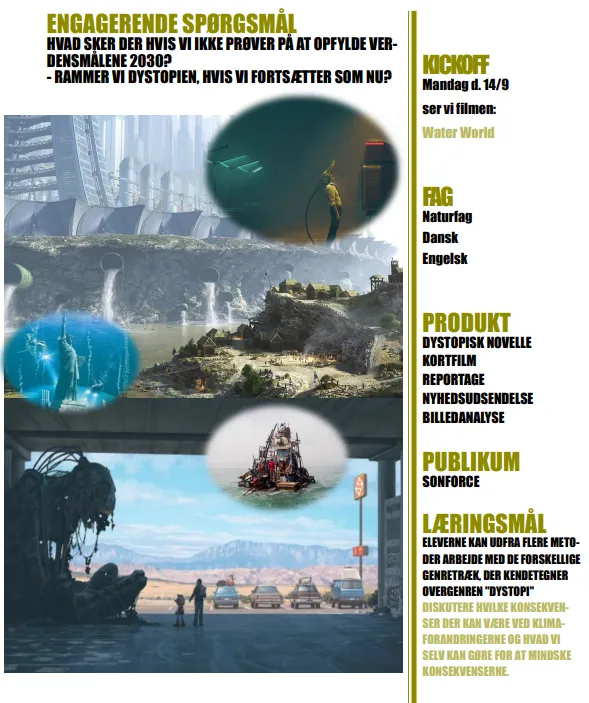 ENGAGERENDE SPØRGSMÅL
HVAD SKER DER HVIS VI IKKE PRØVER PÅ AT OPFYLDE VER-
DENSMÅLENE 2030?
- RAMMER VI DYSTOPIEN, HVIS VI FORTSÆTTER SOM NU?
KICKOFF
Mandag d. 14/9
ser vi filmen:
Water World
FAG
Naturfag
Dansk
Engelsk
PRODUKT
DYSTOPISK NOVELLE
KORTFILM
REPORTAGE
NYHEDSUDSENDELSE
BILLEDANALYSE
PUBLIKUM
SONFORCE
LÆRINGSMÅL
ELEVERNE KAN UDFRA FLERE METO-
DER ARBEJDE MED DE FORSKELLIGE
GENRETRÆK, DER KENDETEGNER
OVERGENREN "DYSTOPI"
DISKUTERE HVILKE KONSEKVEN-
SER DER KAN VÆRE VED KLIMA-
FORANDRINGERNE OG HVAD VI
SELV KAN GØRE FOR AT MINDSKE
KONSEKVENSERNE.